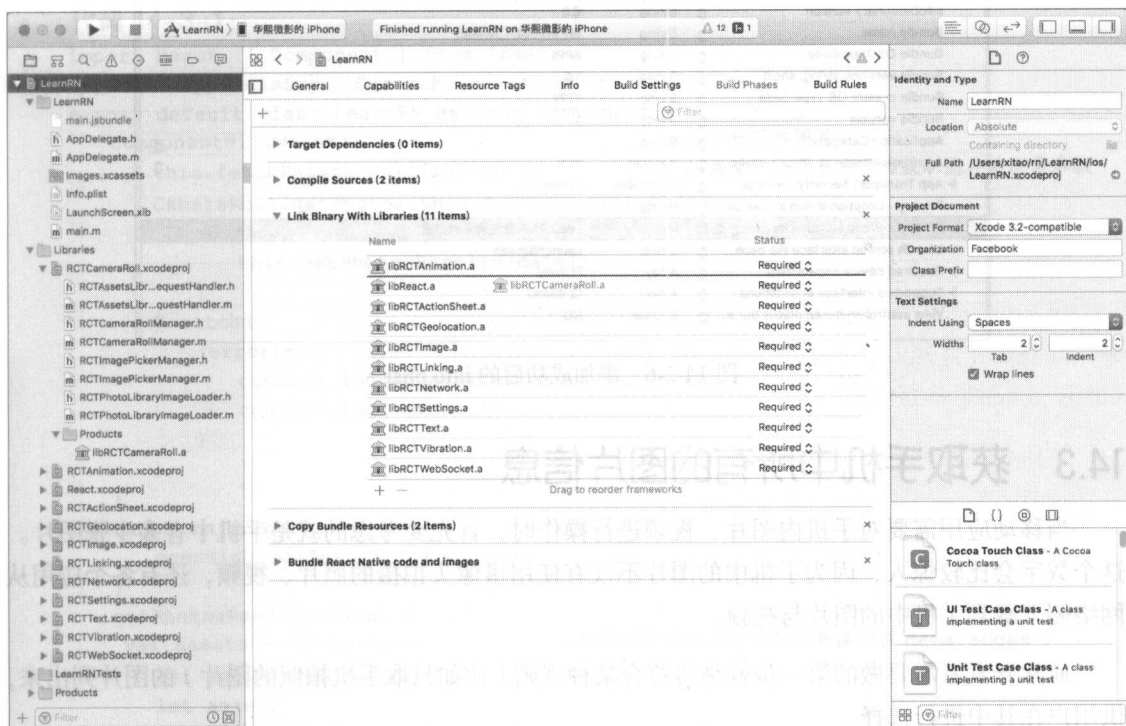 LearnRN 华熙微影的 iPhone
Finished running LearnRN on 华熙微影的 iPhone
12 1
LearnRN
LearnRN
main.jsbundle
AppDelegate.h
AppDelegate.m
Images.xcassets
Info.plist
LaunchScreen.xib
main.m
Libraries
RCTCameraRoll.xcodeproj
RCTAssetsLibr...equestHandler.h
RCTAssetsLibr...questHandler.m
RCTCameraRollManager.h
RCTCameraRollManager.m
RCTImagePickerManager.h
RCTImagePickerManager.m
RCTPhotoLibraryImageLoader.h
RCTPhotoLibraryImageLoader.m
Products
libRCTCameraRoll.a
RCTAnimation.xcodeproj
React.xcodeproj
RCTActionSheet.xcodeproj
RCTGeolocation.xcodeproj
RCTImage.xcodeproj
RCTLinking.xcodeproj
RCTNetwork.xcodeproj
RCTSettings.xcodeproj
RCTText.xcodeproj
RCTVibration.xcodeproj
RCTWebSocket.xcodeproj
LearnRNTests
Products
Filter
LearnRN
General Capabilities Resource Tags Info Build Settings Build Phases Build Rules
Filter
Target Dependencies (0 items)
Compile Sources (2 items)
Link Binary With Libraries (11 items)
Name Status
libRCTAnimation.a Required
libReact.a libRCTCameraRoll.a Required
libRCTActionSheet.a Required
libRCTGeolocation.a Required
libRCTImage.a Required
libRCTLinking.a Required
libRCTNetwork.a Required
libRCTSettings.a Required
libRCTText.a Required
libRCTVibration.a Required
libRCTWebSocket.a Required
Drag to reorder frameworks
Copy Bundle Resources (2 items)
Bundle React Native code and images
Identity and Type
Name LearnRN
Location Absolute
Containing directory
Full Path /Users/xitao/rn/LearnRN/ios/
LearnRN.xcodeproj
Project Document
Project Format Xcode 3.2-compatible
Organization Facebook
Class Prefix
Text Settings
Indent Using Spaces
Widths 2 2
Tab Indent
Wrap lines
Cocoa Touch Class - A Cocoa
Touch class
UI Test Case Class - A class
implementing a unit test
Unit Test Case Class - A class
implementing a unit test
Filter